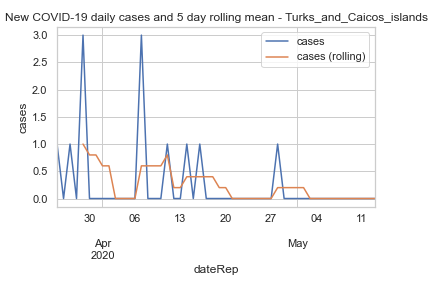 New COVID-19 daily cases and 5 day rolling mean - Turks_and_Caicos_islands
cases
cases (rolling)
3.0
2.5
2.0
1.5
1.0
0.5
0.0
cases
30
06
13
20
27
04
11
Apr
2020
May
dateRep